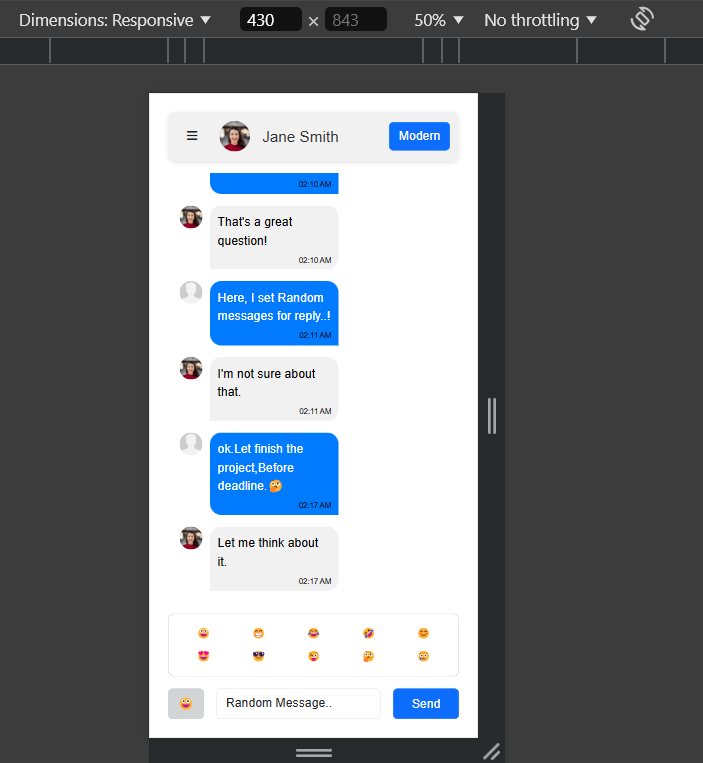 Dimensions: Responsive ▼ 430 × 843 50% ▼ No throttling ▼
Jane Smith Modern
02:10 AM
That's a great
question!
02:10 AM
Here, I set Random
messages for reply..!
02:11 AM
I'm not sure about
that.
02:11 AM
ok.Let finish the
project,Before
deadline.🤔
02:17 AM
Let me think about
it.
02:17 AM
Random Message.. Send